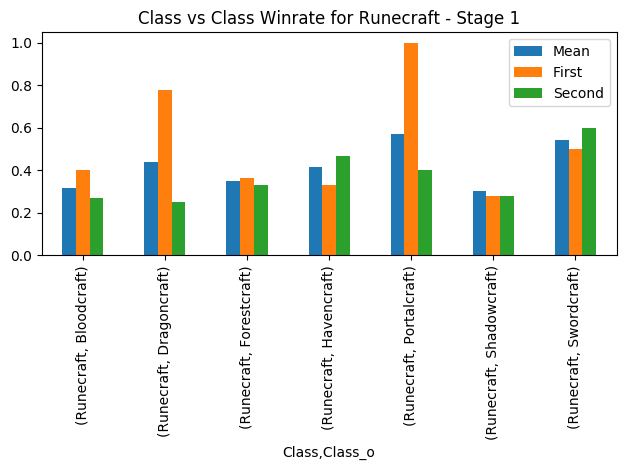 Class vs Class Winrate for Runecraft - Stage 1
1.0
0.8
0.6
0.4
0.2
0.0
Mean
First
Second
(Runecraft, Bloodcraft)
(Runecraft, Dragoncraft)
(Runecraft, Forestcraft)
(Runecraft, Havencraft)
(Runecraft, Portalcraft)
(Runecraft, Shadowcraft)
(Runecraft, Swordcraft)
Class,Class_o